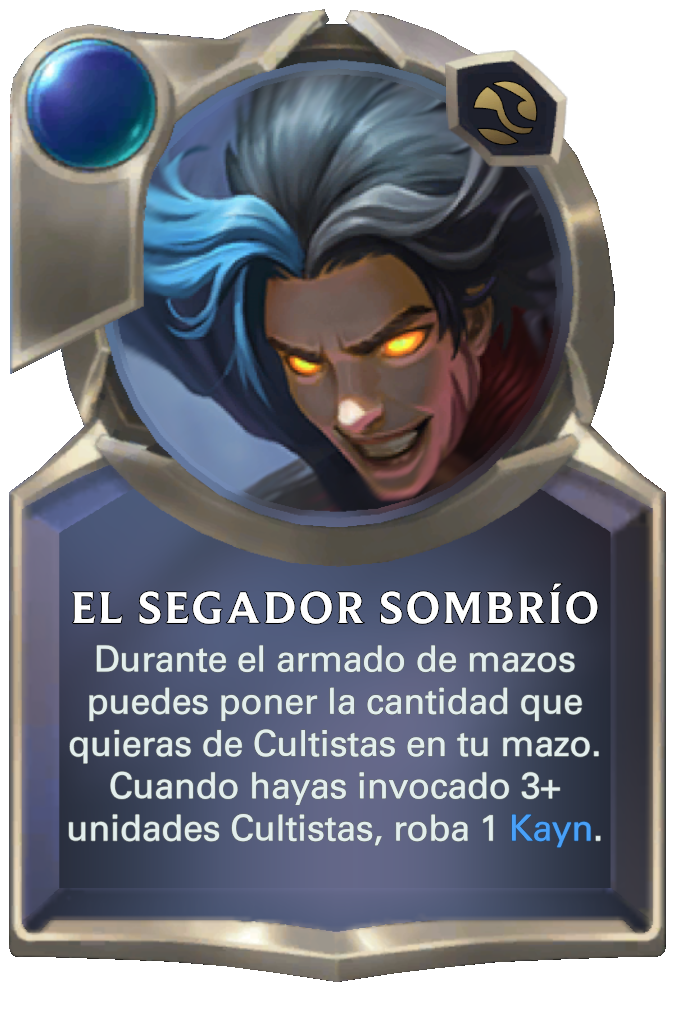 EL SEGADOR SOMBRÍO
Durante el armado de mazos
puedes poner la cantidad que
quieras de Cultistas en tu mazo.
Cuando hayas invocado 3+
unidades Cultistas, roba 1 Kayn.